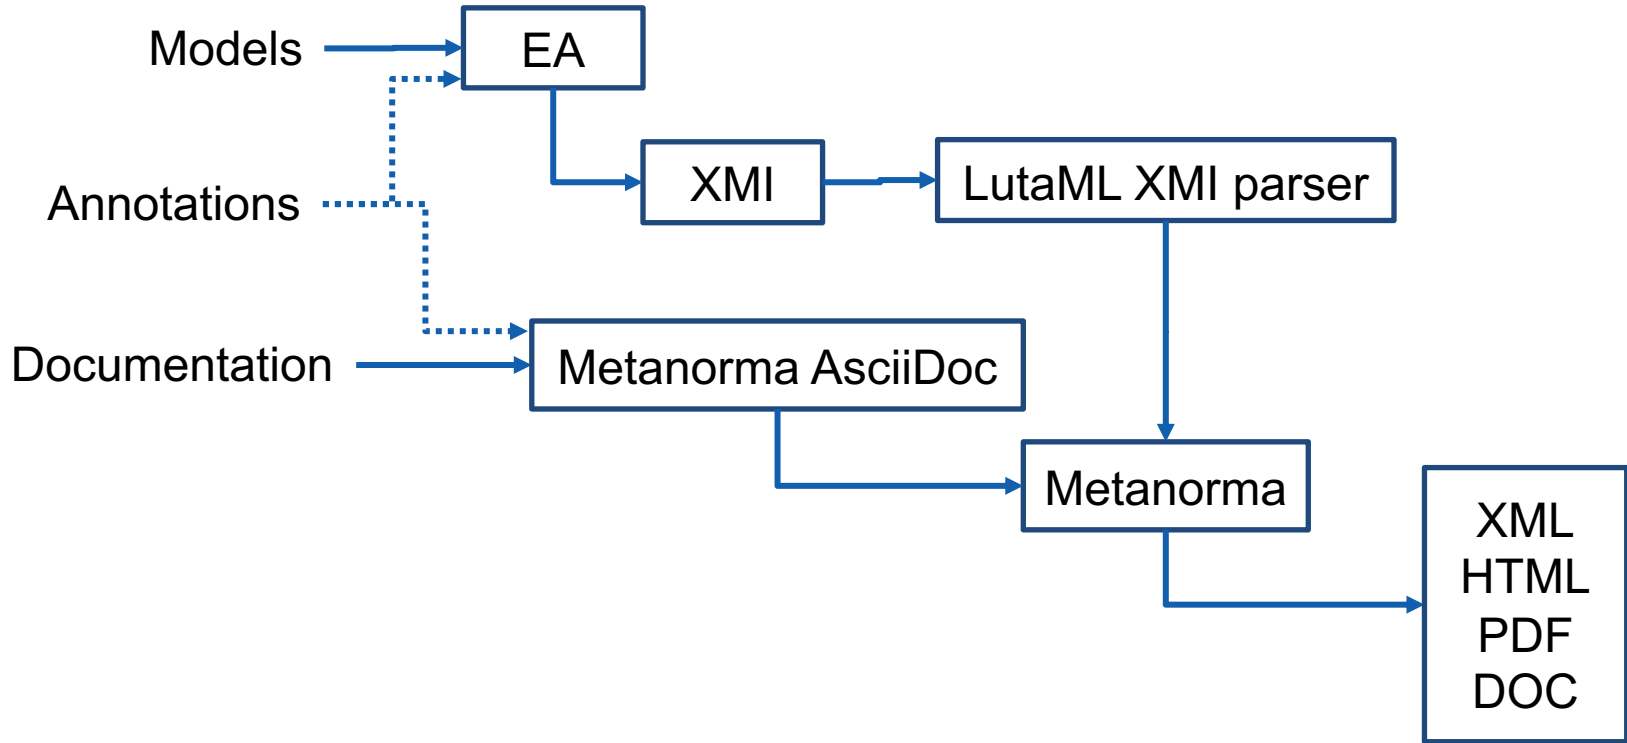 Models
EA
XMI
LutaML XMI parser
Annotations
Metanorma AsciiDoc
Documentation
Metanorma
XML
HTML
PDF
DOC